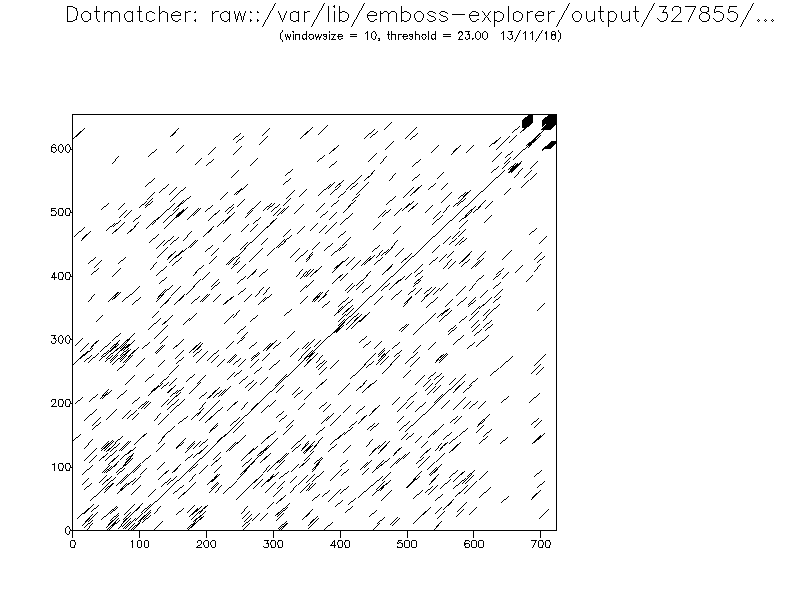 Dotmatcher: raw::/var/lib/emboss-explorer/output/327855/...
(windowsize = 10, threshold = 23.00  13/11/18)
600
500
400
300
200
100
0
0 100 200 300 400 500 600 700